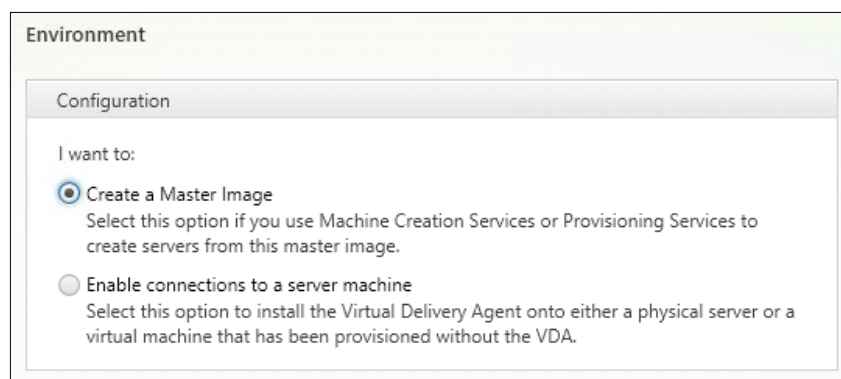 Environment
Configuration
I want to:
Create a Master Image
Select this option if you use Machine Creation Services or Provisioning Services to
create servers from this master image.
Enable connections to a server machine
Select this option to install the Virtual Delivery Agent onto either a physical server or a
virtual machine that has been provisioned without the VDA.